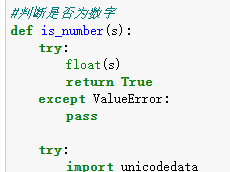 #判断是否为数字
def is_number(s):
    try:
        float(s)
        return True
    except ValueError:
        pass

    try:
        import unicodedata